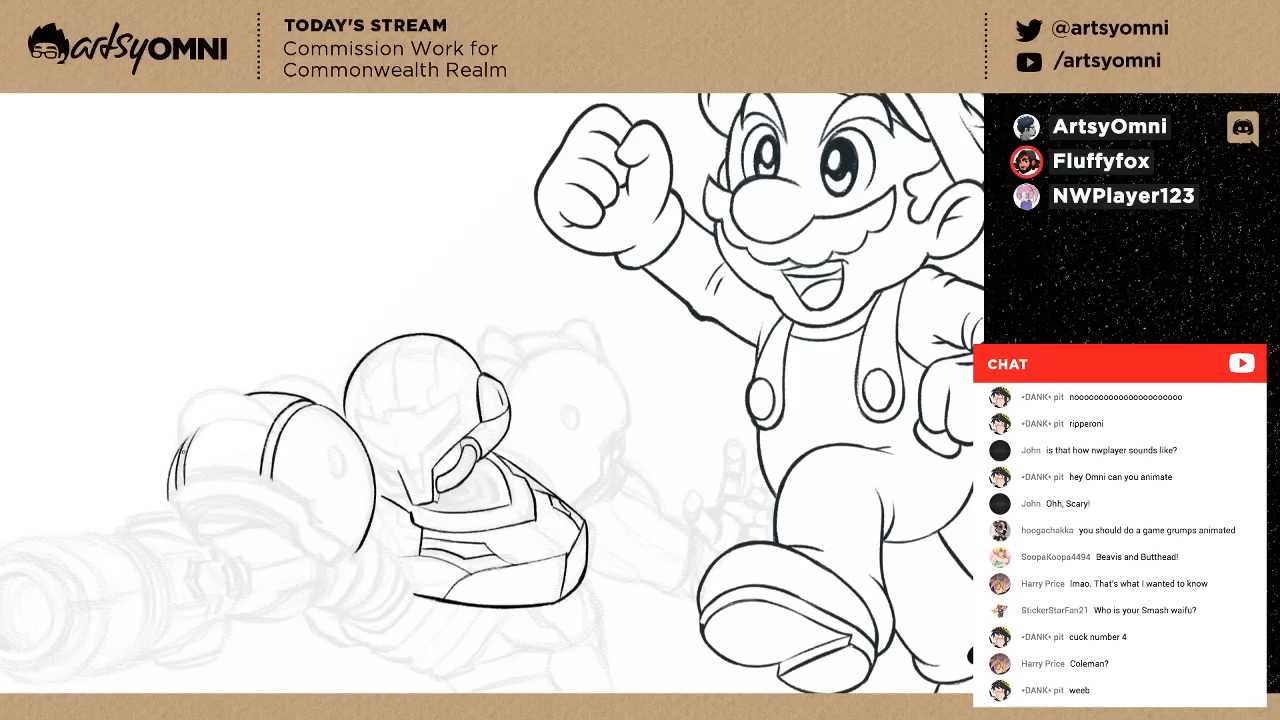 artsyOMNI
TODAY'S STREAM
Commission Work for
Commonwealth Realm
@artsyomni
/artsyomni
ArtsyOmni
Fluffyfox
NWPlayer123
CHAT
*DANK* pit nooooooooooooooooooooooo
*DANK* pit ripperoni
John is that how nwplayer sounds like?
*DANK* pit hey Omni can you animate
John Ohh, Scary!
hoogachakka you should do a game grumps animated
SoopaKoopa4494 Beavis and Butthead!
Harry Price lmao. That's what I wanted to know
StickerStarFan21 Who is your Smash waifu?
*DANK* pit cuck number 4
Harry Price Coleman?
*DANK* pit weeb